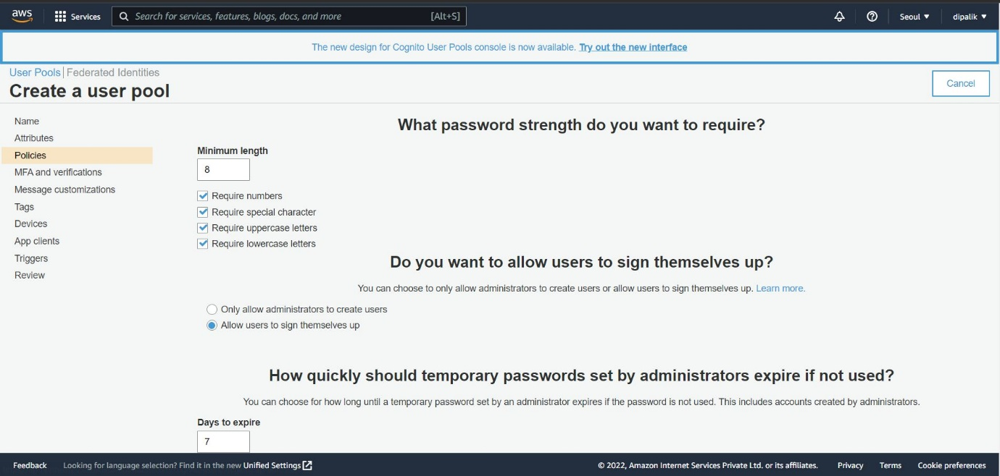 aws Services Search for services, features, blogs, docs, and more [Alt+S] Seoul ▼ dipalik ▼
The new design for Cognito User Pools console is now available. Try out the new interface
User Pools | Federated Identities
Create a user pool
Cancel
Name
Attributes
Policies
MFA and verifications
Message customizations
Tags
Devices
App clients
Triggers
Review
What password strength do you want to require?
Minimum length
8
Require numbers
Require special character
Require uppercase letters
Require lowercase letters
Do you want to allow users to sign themselves up?
You can choose to only allow administrators to create users or allow users to sign themselves up. Learn more.
Only allow administrators to create users
Allow users to sign themselves up
How quickly should temporary passwords set by administrators expire if not used?
You can choose for how long until a temporary password set by an administrator expires if the password is not used. This includes accounts created by administrators.
Days to expire
7
Feedback Looking for language selection? Find it in the new Unified Settings © 2022, Amazon Internet Services Private Ltd. or its affiliates. Privacy Terms Cookie preferences